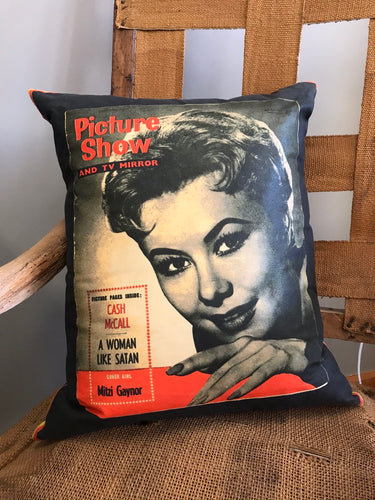 Picture
Show
AND TV MIRROR
PICTURE PAGES INSIDE:
CASH
McCALL
A WOMAN
LIKE SATAN
COVER GIRL
Mitzi Gaynor